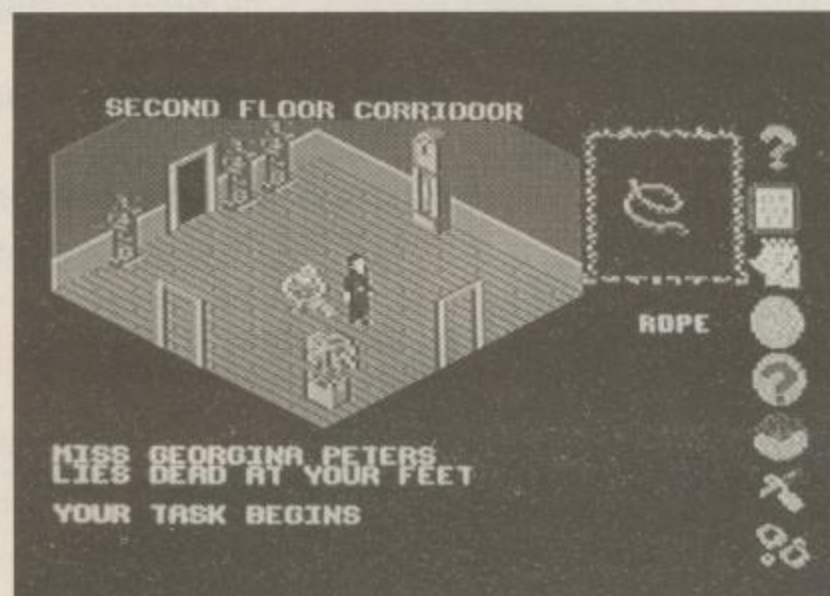 SECOND FLOOR CORRIDOOR
ROPE
MISS GEORGINA PETERS
LIES DEAD AT YOUR FEET
YOUR TASK BEGINS